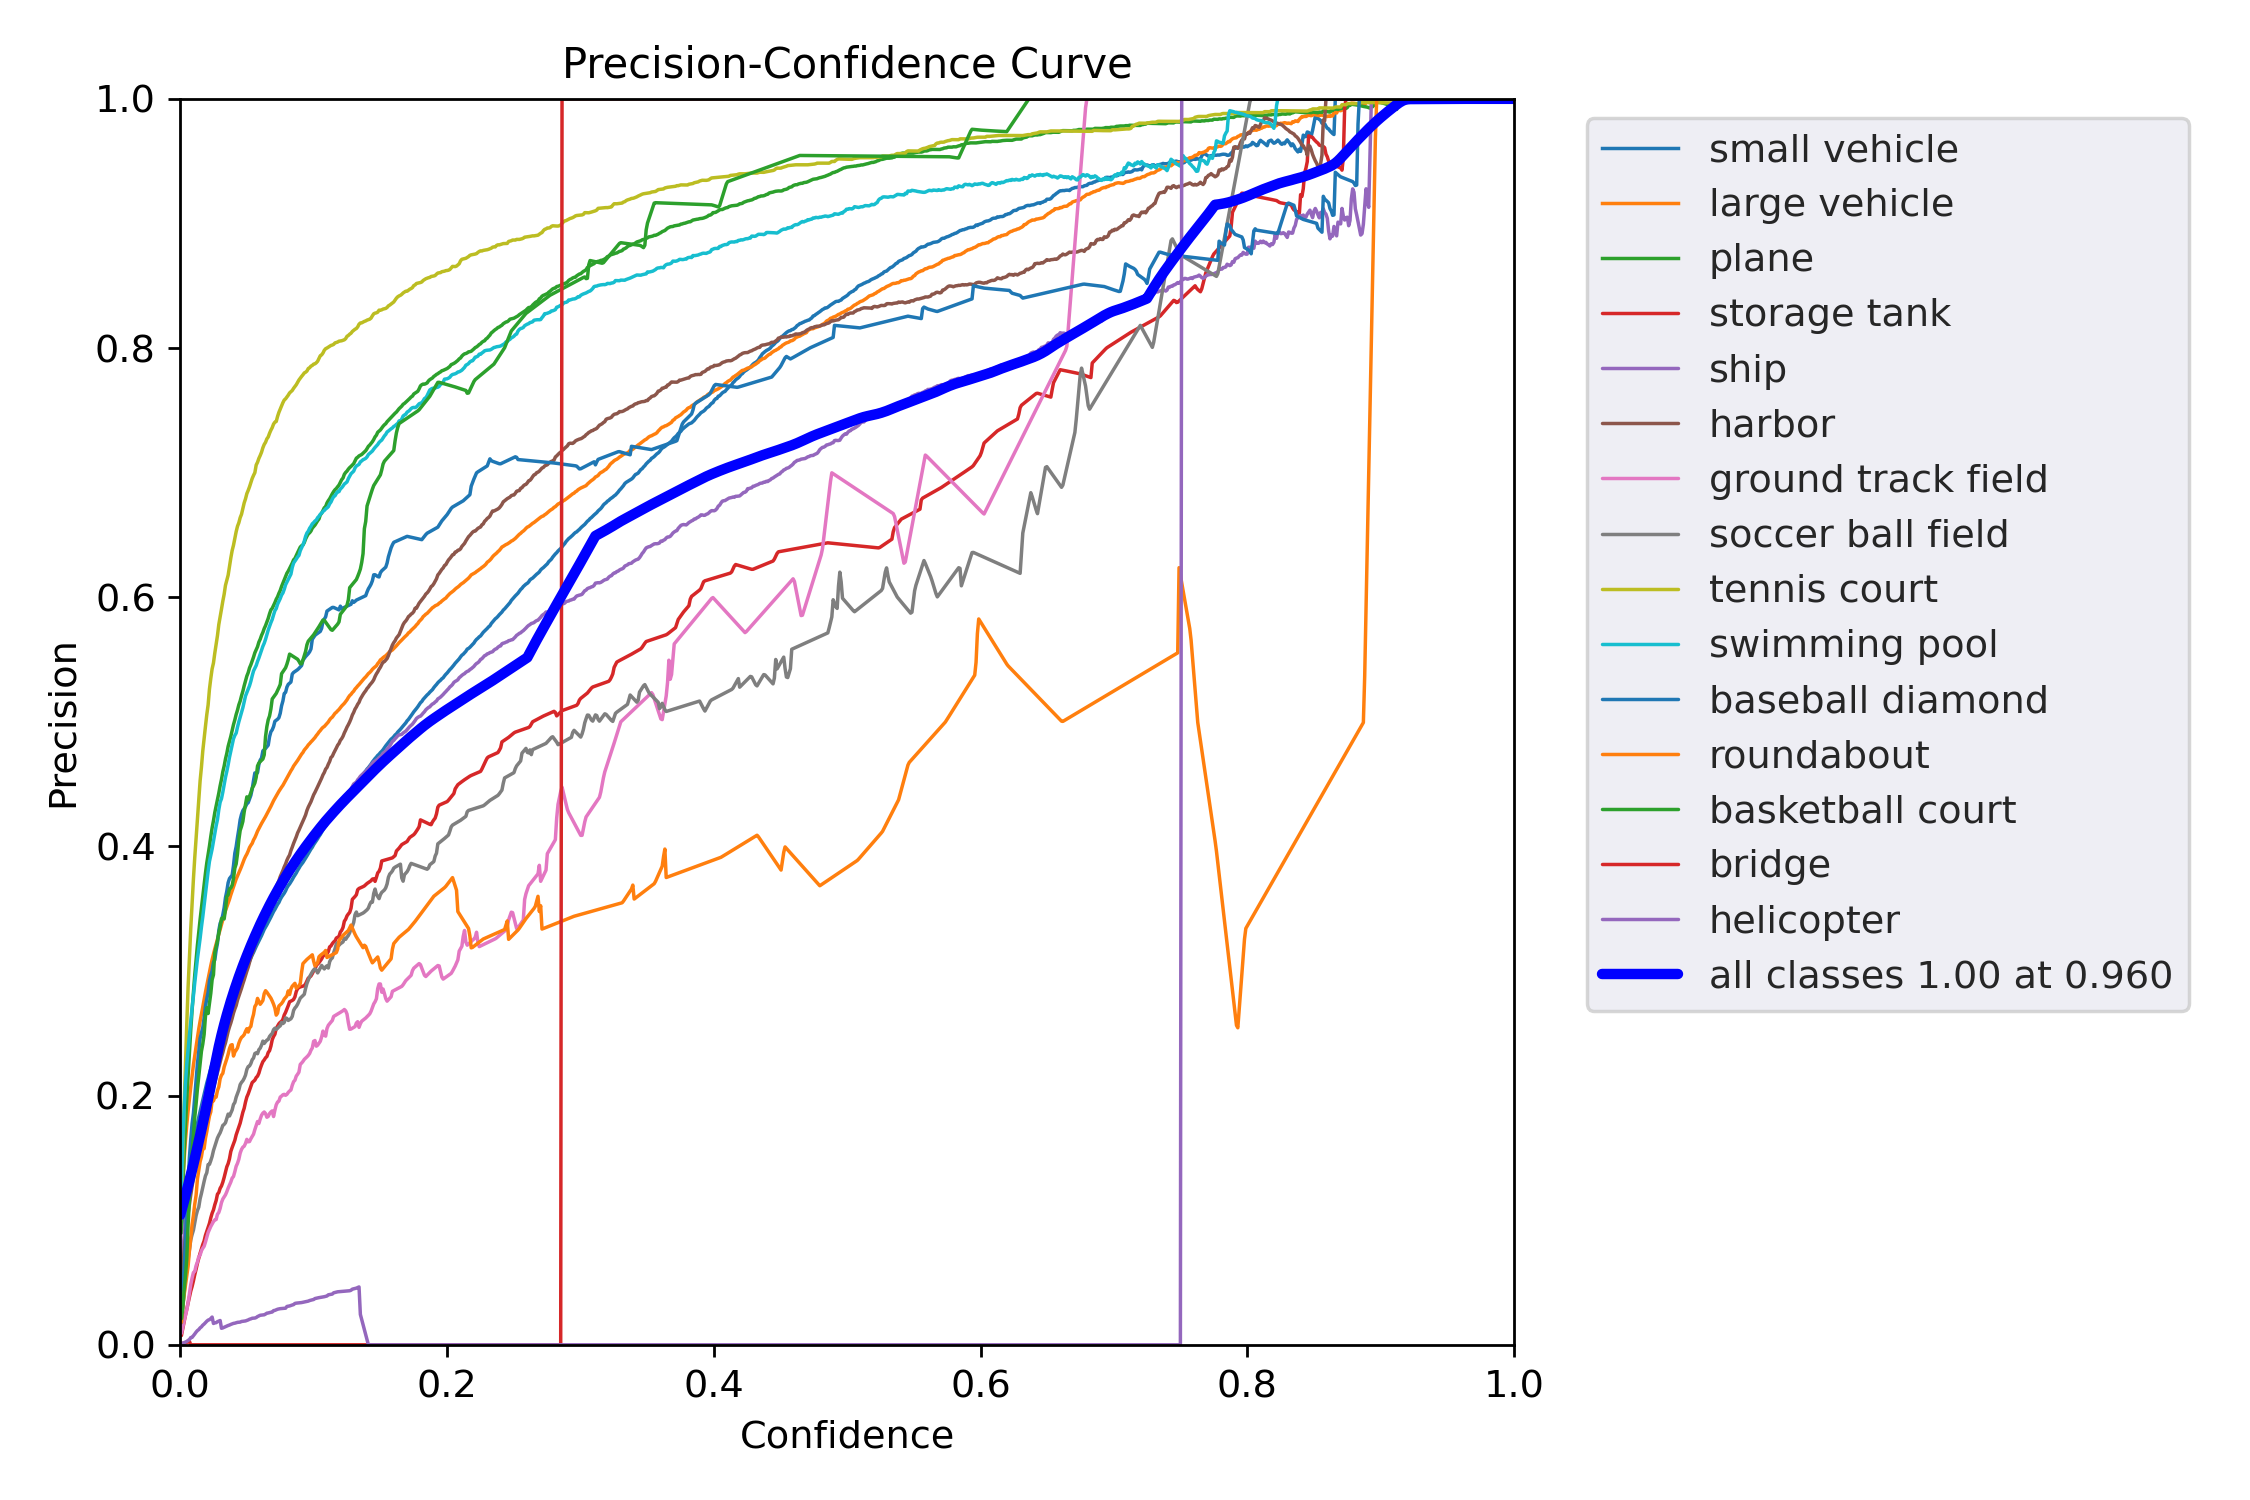 Precision-Confidence Curve
1.0
0.8
0.6
0.4
0.2
0.0
Precision
0.0 0.2 0.4 0.6 0.8 1.0
Confidence
small vehicle
large vehicle
plane
storage tank
ship
harbor
ground track field
soccer ball field
tennis court
swimming pool
baseball diamond
roundabout
basketball court
bridge
helicopter
all classes 1.00 at 0.960